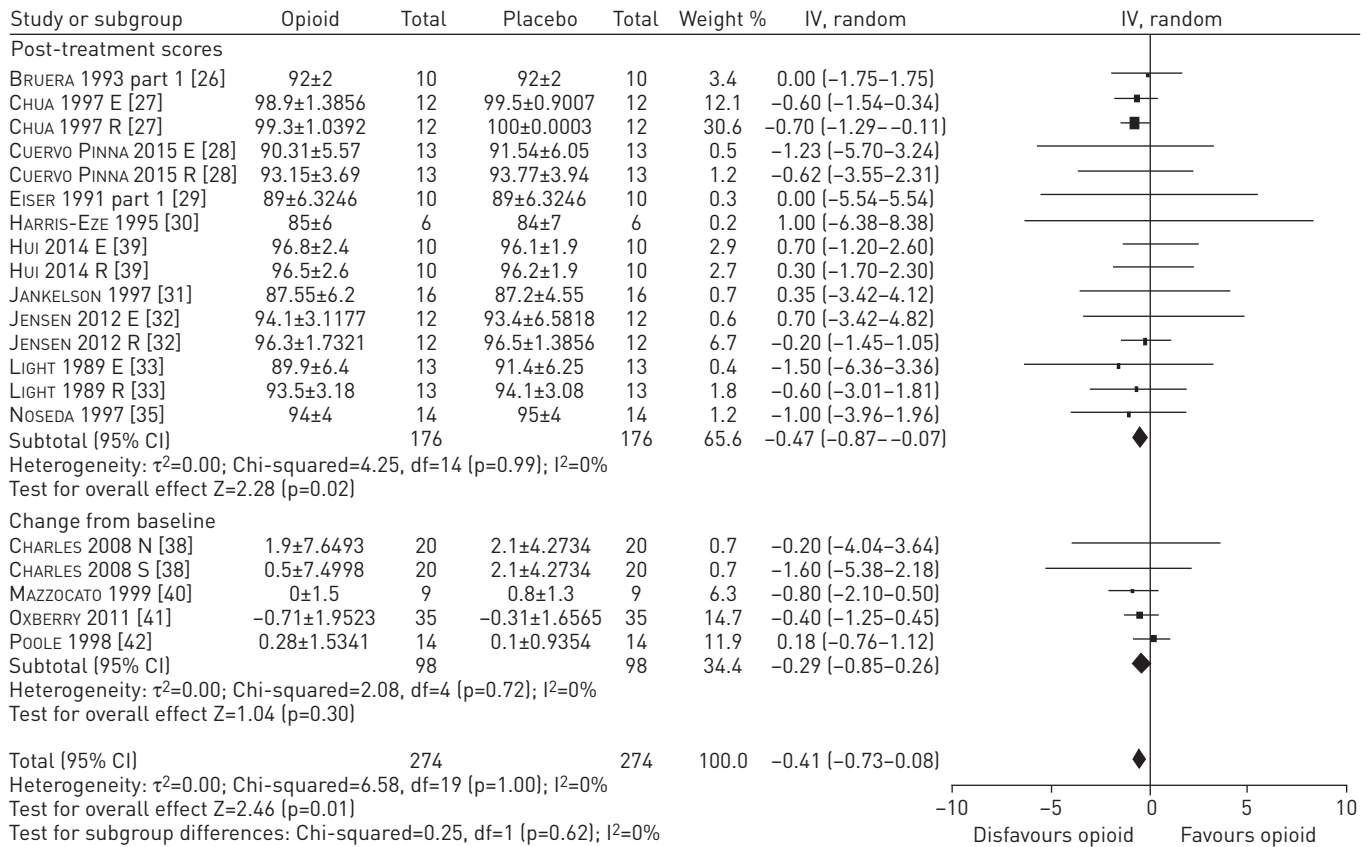 Study or subgroup Opioid Total Placebo Total Weight % IV, random IV, random
Post-treatment scores
BRUERA 1993 part 1 [26] 92±2 10 92±2 10 3.4 0.00 (−1.75–1.75)
CHUA 1997 E [27] 98.9±1.3856 12 99.5±0.9007 12 12.1 −0.60 (−1.54–0.34)
CHUA 1997 R [27] 99.3±1.0392 12 100±0.0003 12 30.6 −0.70 (−1.29–−0.11)
CUERVO PINNA 2015 E [28] 90.31±5.57 13 91.54±6.05 13 0.5 −1.23 (−5.70–3.24)
CUERVO PINNA 2015 R [28] 93.15±3.69 13 93.77±3.94 13 1.2 −0.62 (−3.55–2.31)
EISER 1991 part 1 [29] 89±6.3246 10 89±6.3246 10 0.3 0.00 (−5.54–5.54)
HARRIS-EZE 1995 [30] 85±6 6 84±7 6 0.2 1.00 (−6.38–8.38)
HUI 2014 E [39] 96.8±2.4 10 96.1±1.9 10 2.9 0.70 (−1.20–2.60)
HUI 2014 R [39] 96.5±2.6 10 96.2±1.9 10 2.7 0.30 (−1.70–2.30)
JANKELSON 1997 [31] 87.55±6.2 16 87.2±4.55 16 0.7 0.35 (−3.42–4.12)
JENSEN 2012 E [32] 94.1±3.1177 12 93.4±6.5818 12 0.6 0.70 (−3.42–4.82)
JENSEN 2012 R [32] 96.3±1.7321 12 96.5±1.3856 12 6.7 −0.20 (−1.45–1.05)
LIGHT 1989 E [33] 89.9±6.4 13 91.4±6.25 13 0.4 −1.50 (−6.36–3.36)
LIGHT 1989 R [33] 93.5±3.18 13 94.1±3.08 13 1.8 −0.60 (−3.01–1.81)
NOSEDA 1997 [35] 94±4 14 95±4 14 1.2 −1.00 (−3.96–1.96)
Subtotal (95% CI) 176 176 65.6 −0.47 (−0.87–−0.07)
Heterogeneity: τ²=0.00; Chi-squared=4.25, df=14 (p=0.99); I²=0%
Test for overall effect Z=2.28 (p=0.02)
Change from baseline
CHARLES 2008 N [38] 1.9±7.6493 20 2.1±4.2734 20 0.7 −0.20 (−4.04–3.64)
CHARLES 2008 S [38] 0.5±7.4998 20 2.1±4.2734 20 0.7 −1.60 (−5.38–2.18)
MAZZOCATO 1999 [40] 0±1.5 9 0.8±1.3 9 6.3 −0.80 (−2.10–0.50)
OXBERRY 2011 [41] −0.71±1.9523 35 −0.31±1.6565 35 14.7 −0.40 (−1.25–0.45)
POOLE 1998 [42] 0.28±1.5341 14 0.1±0.9354 14 11.9 0.18 (−0.76–1.12)
Subtotal (95% CI) 98 98 34.4 −0.29 (−0.85–0.26)
Heterogeneity: τ²=0.00; Chi-squared=2.08, df=4 (p=0.72); I²=0%
Test for overall effect Z=1.04 (p=0.30)
Total (95% CI) 274 274 100.0 −0.41 (−0.73–0.08)
Heterogeneity: τ²=0.00; Chi-squared=6.58, df=19 (p=1.00); I²=0%
Test for overall effect Z=2.46 (p=0.01)
Test for subgroup differences: Chi-squared=0.25, df=1 (p=0.62); I²=0%
−10 −5 0 5 10
Disfavours opioid Favours opioid